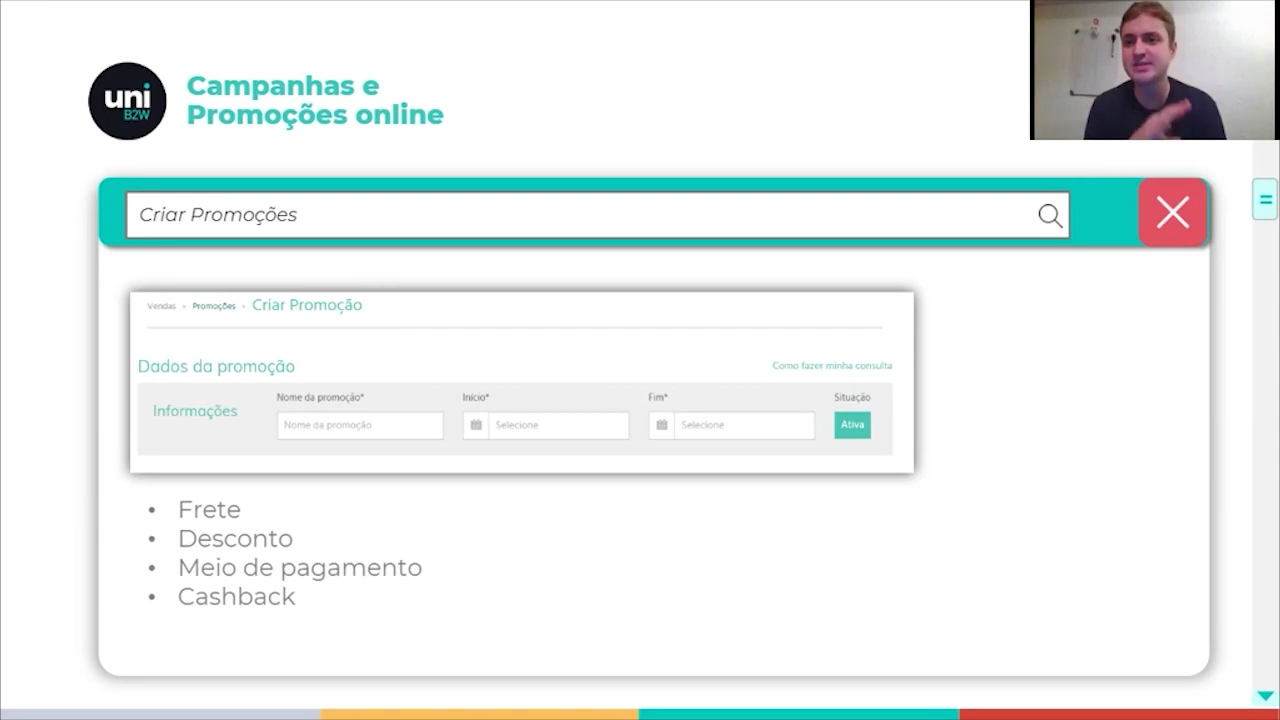 uni
B2W
Campanhas e
Promoções online
Criar Promoções
Vendas • Promoções • Criar Promoção
Dados da promoção
Como fazer minha consulta
Informações
Nome da promoção*
Início*
Fim*
Situação
Nome da promoção
Selecione
Selecione
Ativa
• Frete
• Desconto
• Meio de pagamento
• Cashback